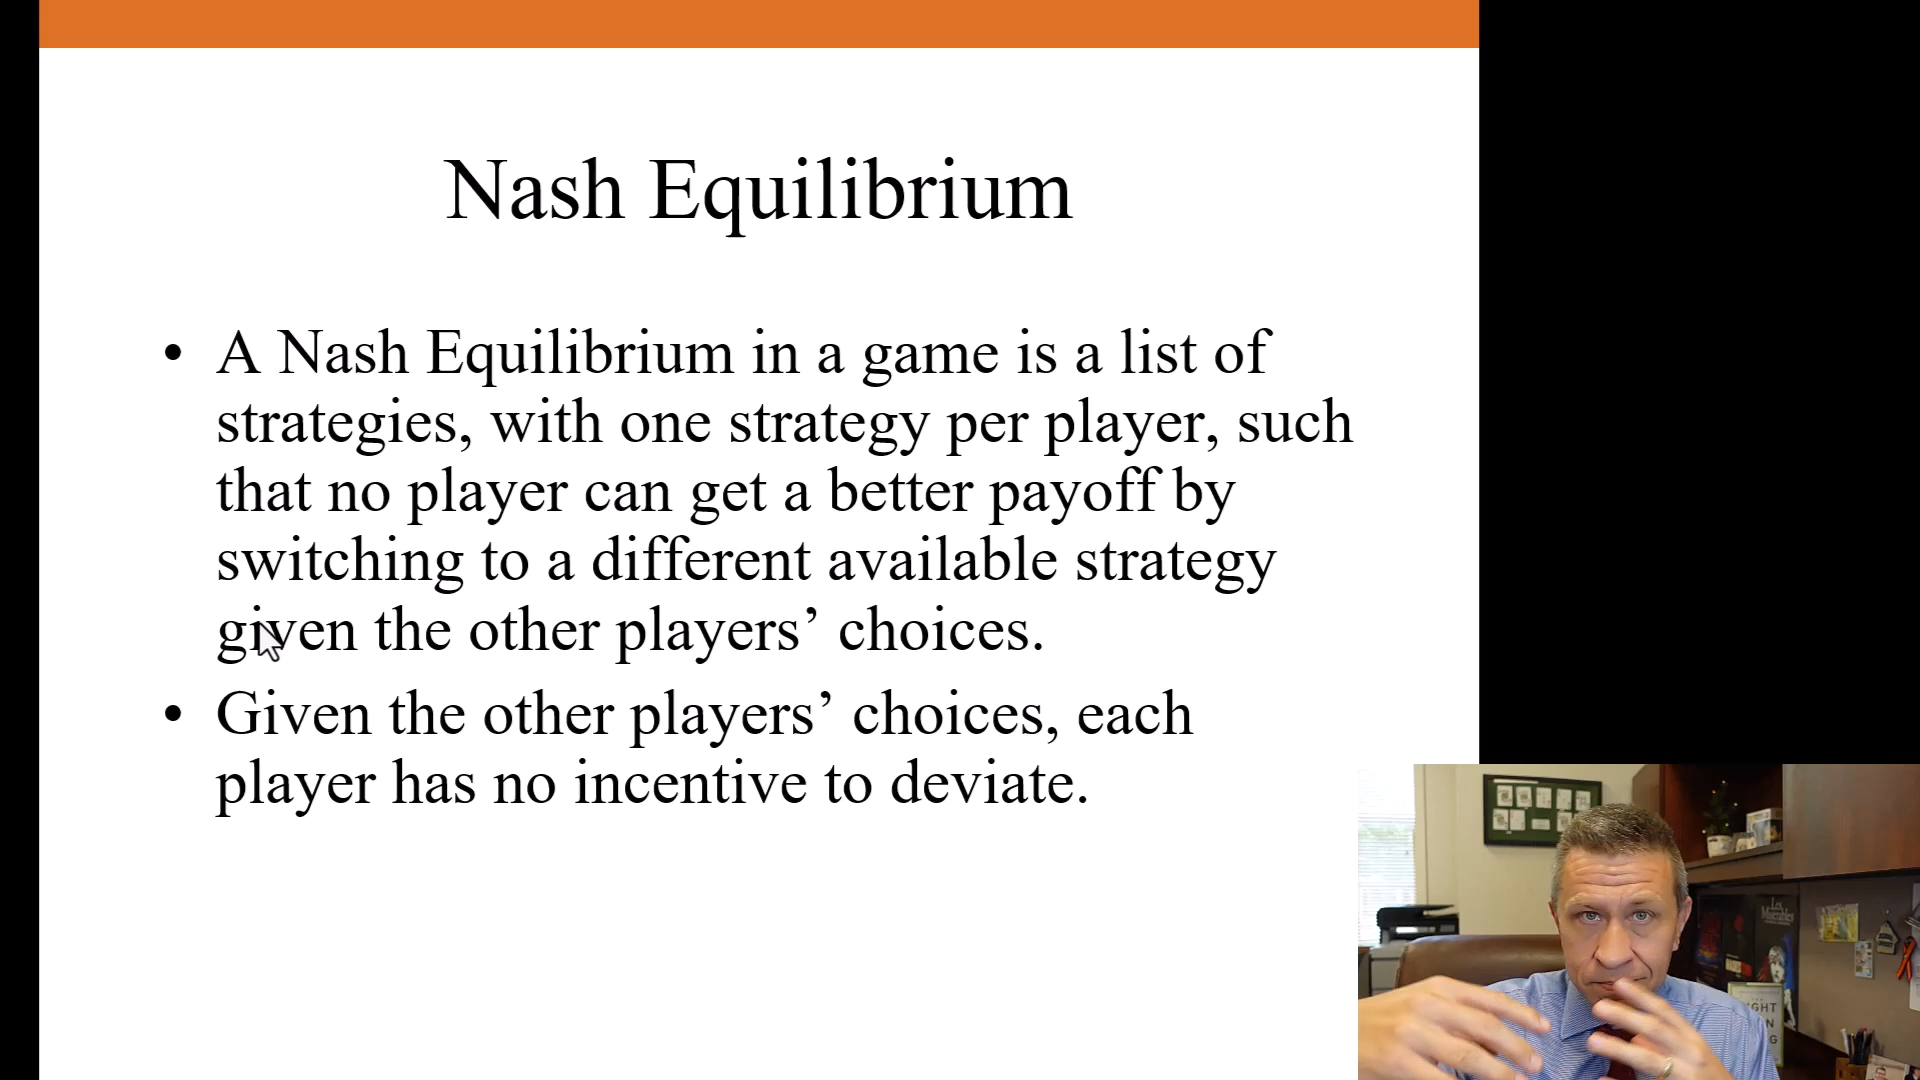 Nash Equilibrium
• A Nash Equilibrium in a game is a list of
strategies, with one strategy per player, such
that no player can get a better payoff by
switching to a different available strategy
given the other players’ choices.
• Given the other players’ choices, each
player has no incentive to deviate.
Les
Misérables